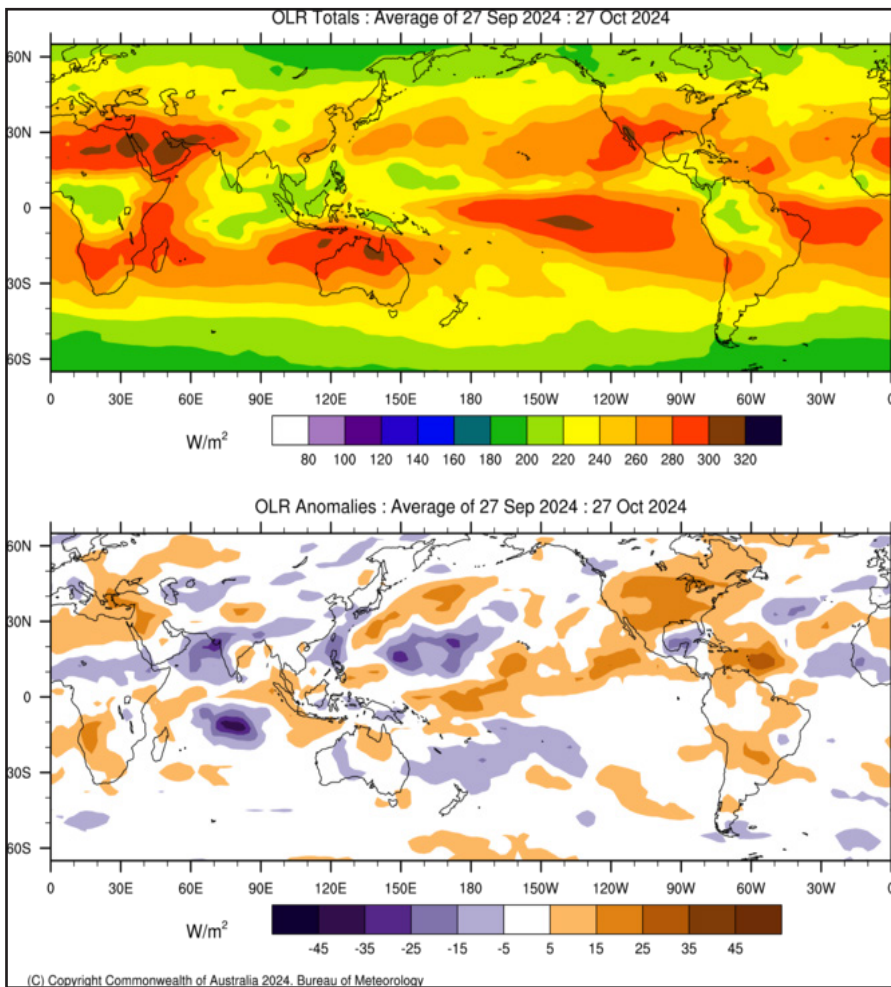 OLR Totals : Average of 27 Sep 2024 : 27 Oct 2024
60N
30N
0
30S
60S
0 30E 60E 90E 120E 150E 180 150W 120W 90W 60W 30W 0
W/m2
80 100 120 140 160 180 200 220 240 260 280 300 320
OLR Anomalies : Average of 27 Sep 2024 : 27 Oct 2024
60N
30N
0
30S
60S
0 30E 60E 90E 120E 150E 180 150W 120W 90W 60W 30W 0
W/m2
-45 -35 -25 -15 -5 5 15 25 35 45
(C) Copyright Commonwealth of Australia 2024. Bureau of Meteorology